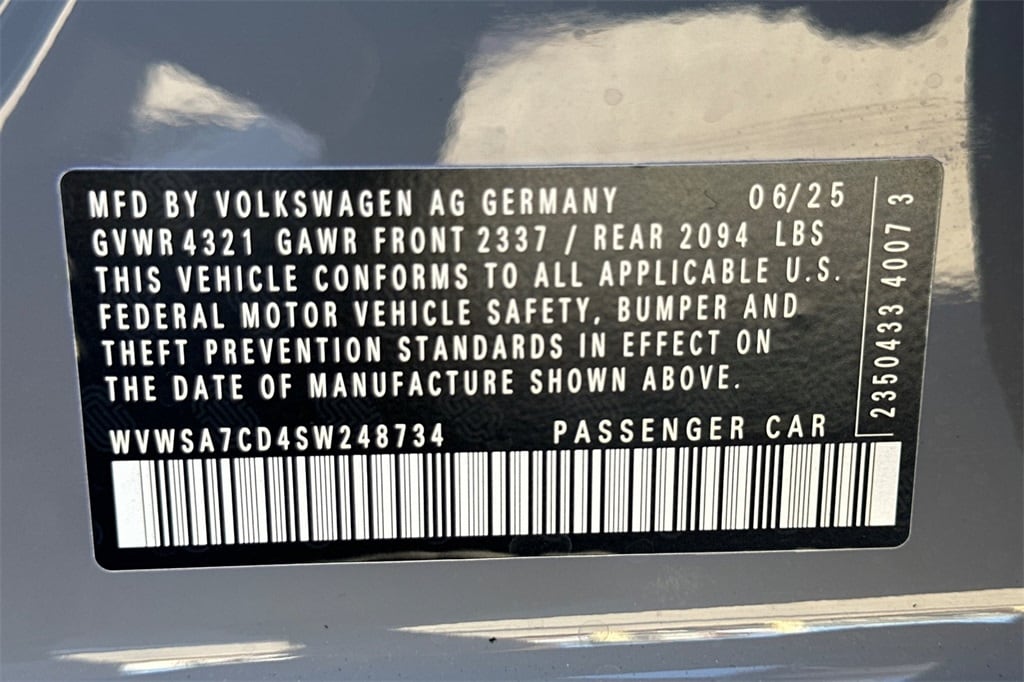 MFD BY VOLKSWAGEN AG GERMANY 06/25
GVWR 4321 GAWR FRONT 2337 / REAR 2094 LBS
THIS VEHICLE CONFORMS TO ALL APPLICABLE U.S.
FEDERAL MOTOR VEHICLE SAFETY, BUMPER AND
THEFT PREVENTION STANDARDS IN EFFECT ON
THE DATE OF MANUFACTURE SHOWN ABOVE.
WVWSA7CD4SW248734 PASSENGER CAR
2350433 40073